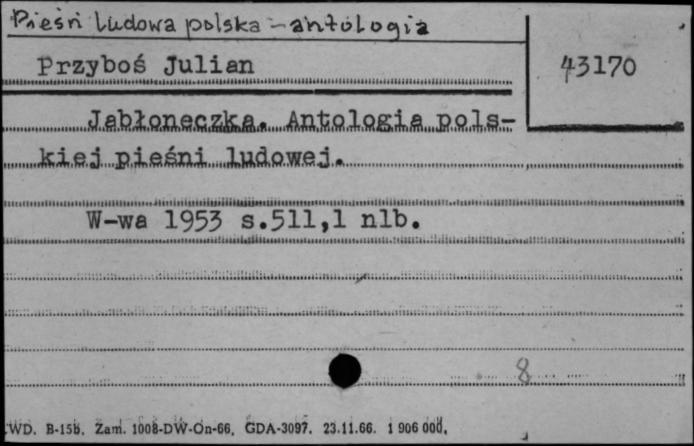 Pieśń ludowa polska - antologia
Przyboś Julian
43170
Jabłoneczka. Antologia pols-
kiej pieśni ludowej.
W-wa 1953 s.511,1 nlb.
8
WD. B-15b. Zam. 1008-DW-On-66. GDA-3097. 23.11.66. 1 906 000.